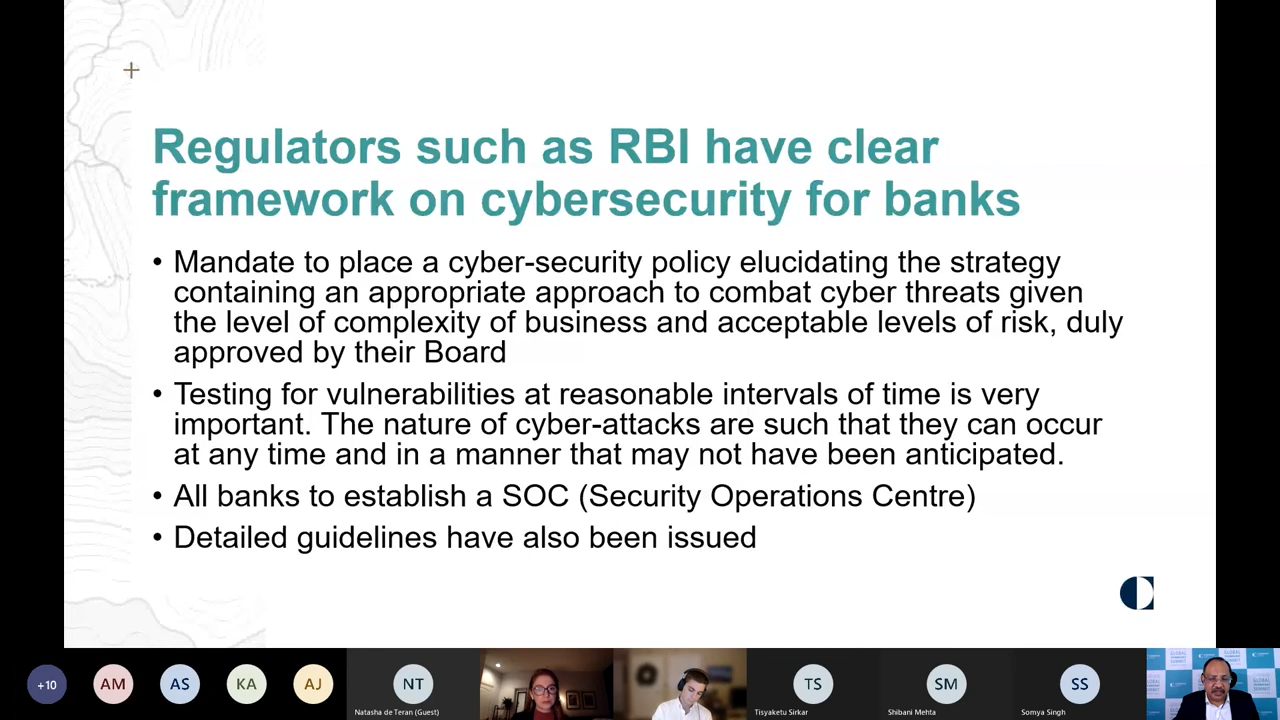 Regulators such as RBI have clear
framework on cybersecurity for banks
• Mandate to place a cyber-security policy elucidating the strategy
containing an appropriate approach to combat cyber threats given
the level of complexity of business and acceptable levels of risk, duly
approved by their Board
• Testing for vulnerabilities at reasonable intervals of time is very
important. The nature of cyber-attacks are such that they can occur
at any time and in a manner that may not have been anticipated.
• All banks to establish a SOC (Security Operations Centre)
• Detailed guidelines have also been issued
+10
AM
AS
KA
AJ
NT
Natasha de Teran (Guest)
TS
Tisyaketu Sirkar
SM
Shibani Mehta
SS
Somya Singh
GLOBAL